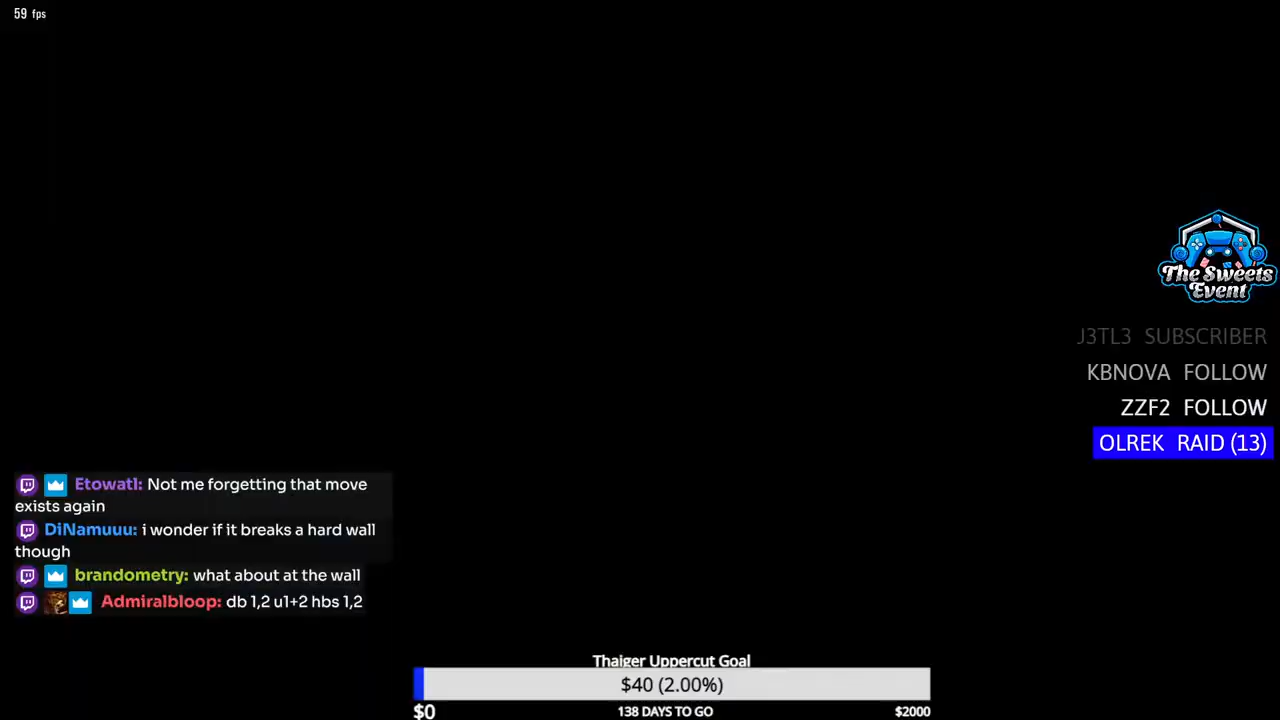 59 fps
The Sweets
Event
J3TL3 SUBSCRIBER
KBNOVA FOLLOW
ZZF2 FOLLOW
OLREK RAID (13)
Etowatl: Not me forgetting that move
exists again
DiNamuuu: i wonder if it breaks a hard wall
though
brandometry: what about at the wall
Admiralbloop: db 1,2 u1+2 hbs 1,2
Thaiger Uppercut Goal
$40 (2.00%)
$0 138 DAYS TO GO $2000